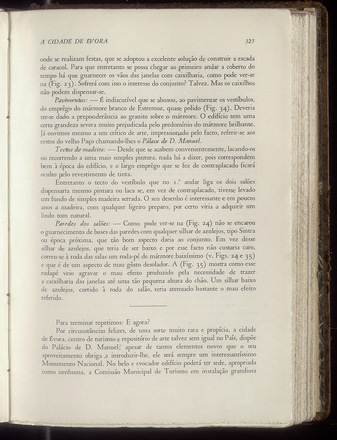 A CIDADE DE ÉVORA 325
onde se realizam festas, que se adoptou a excelente solução de construir a escada
de caracol. Para que entretanto se possa chegar ao primeiro andar a coberto do
tempo há que guarnecer os vãos das janelas com caixilharia, como pode ver-se
na (Fig. 23). Sofrerá com isso o interesse do conjunto? Talvez. Mas os caixilhos
não podem dispensar-se.
Pavimentos: — É indiscutível que se abusou, ao pavimentar os vestíbulos,
do emprêgo do mármore branco de Estremoz, quase polido (Fig. 34). Deveria
ter-se dado a preponderância ao granito sobre o mármore. O edifício tem uma
certa grandeza severa muito prejudicada pelo predomínio do mármore brilhante.
Já ouvimos mesmo a um crítico de arte, impressionado pelo facto, referir-se aos
restos do velho Paço chamando-lhes o Palace de D. Manuel.
Tectos de madeira. — Desde que se acabem convenientemente, lacando-os
ou recorrendo a uma mais simples pintura, nada há a dizer, pois correspondem
bem à época do edifício, e o largo emprêgo que se fez de contraplacado ficará
oculto pelo revestimento de tinta.
Entretanto o tecto do vestíbulo que no 1.º andar liga os dois salões
dispensaria mesmo pintura ou laca se, em vez de contraplacado, tivesse levado
um fundo de simples madeira serrada. O seu desenho é interessante e em poucos
anos a madeira, com qualquer ligeiro preparo, por certo viria a adquirir um
lindo tom natural.
Paredes dos salões: — Como pode ver-se na (Fig. 24) não se encarou
o guarnecimento de bases das paredes com qualquer silhar de azulejos, tipo Sintra
ou época próxima, que tão bom aspecto daria ao conjunto. Em vez desse
silhar de azulejos, que teria de ser baixo e por esse facto não custaria caro,
correu-se à roda das salas um roda-pé de mármore baixíssimo (v. Figs. 24 e 35)
e que é de um aspecto de mau gôsto desolador. A (Fig. 35) mostra como esse
rodapé veio agravar o mau efeito produzido pela necessidade de trazer
a caixilharia das janelas até uma tão pequena altura do chão. Um silhar baixo
de azulejos, corrido à roda do salão, teria atenuado bastante o mau efeito
referido.
Para terminar repetimos: E agora?
Por circunstâncias felizes, de uma sorte muito rara e propícia, a cidade
de Évora, centro de turismo e repositório de arte talvez sem igual no País, dispõe
do Palácio de D. Manuel; apesar de tantos elementos novos que o seu
aproveitamento obriga a introduzir-lhe, ele será sempre um interessantíssimo
Monumento Nacional. No belo e evocador edifício poderá ter sede, apropriada
como nenhuma, a Comissão Municipal de Turismo em instalação grandiosa